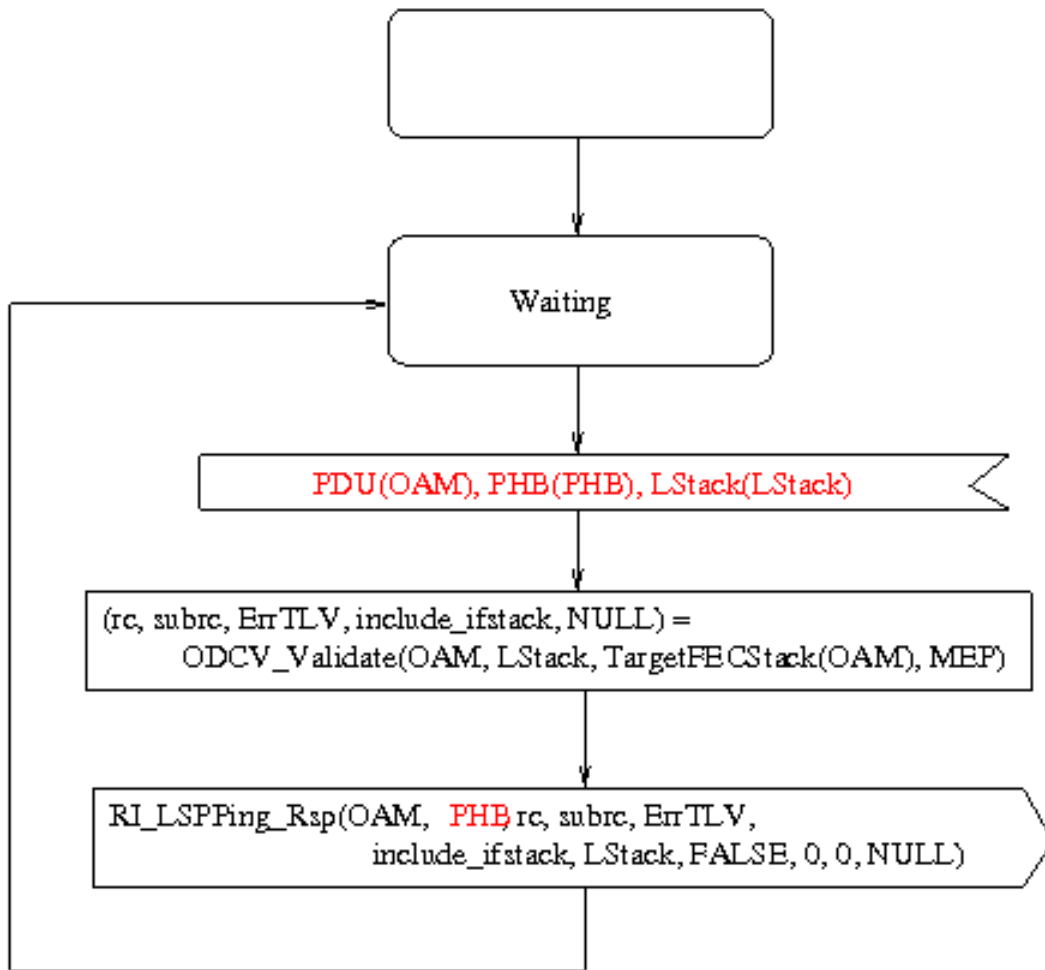 Waiting
PDU(OAM), PHB(PHB), LStack(LStack)
(rc, subrc, ErrTLV, include_ifstack, NULL) =
ODCV_Validate(OAM, LStack, TargetFECStack(OAM), MEP)
RI_LSPPing_Rsp(OAM, PHB, rc, subrc, ErrTLV,
include_ifstack, LStack, FALSE, 0, 0, NULL)